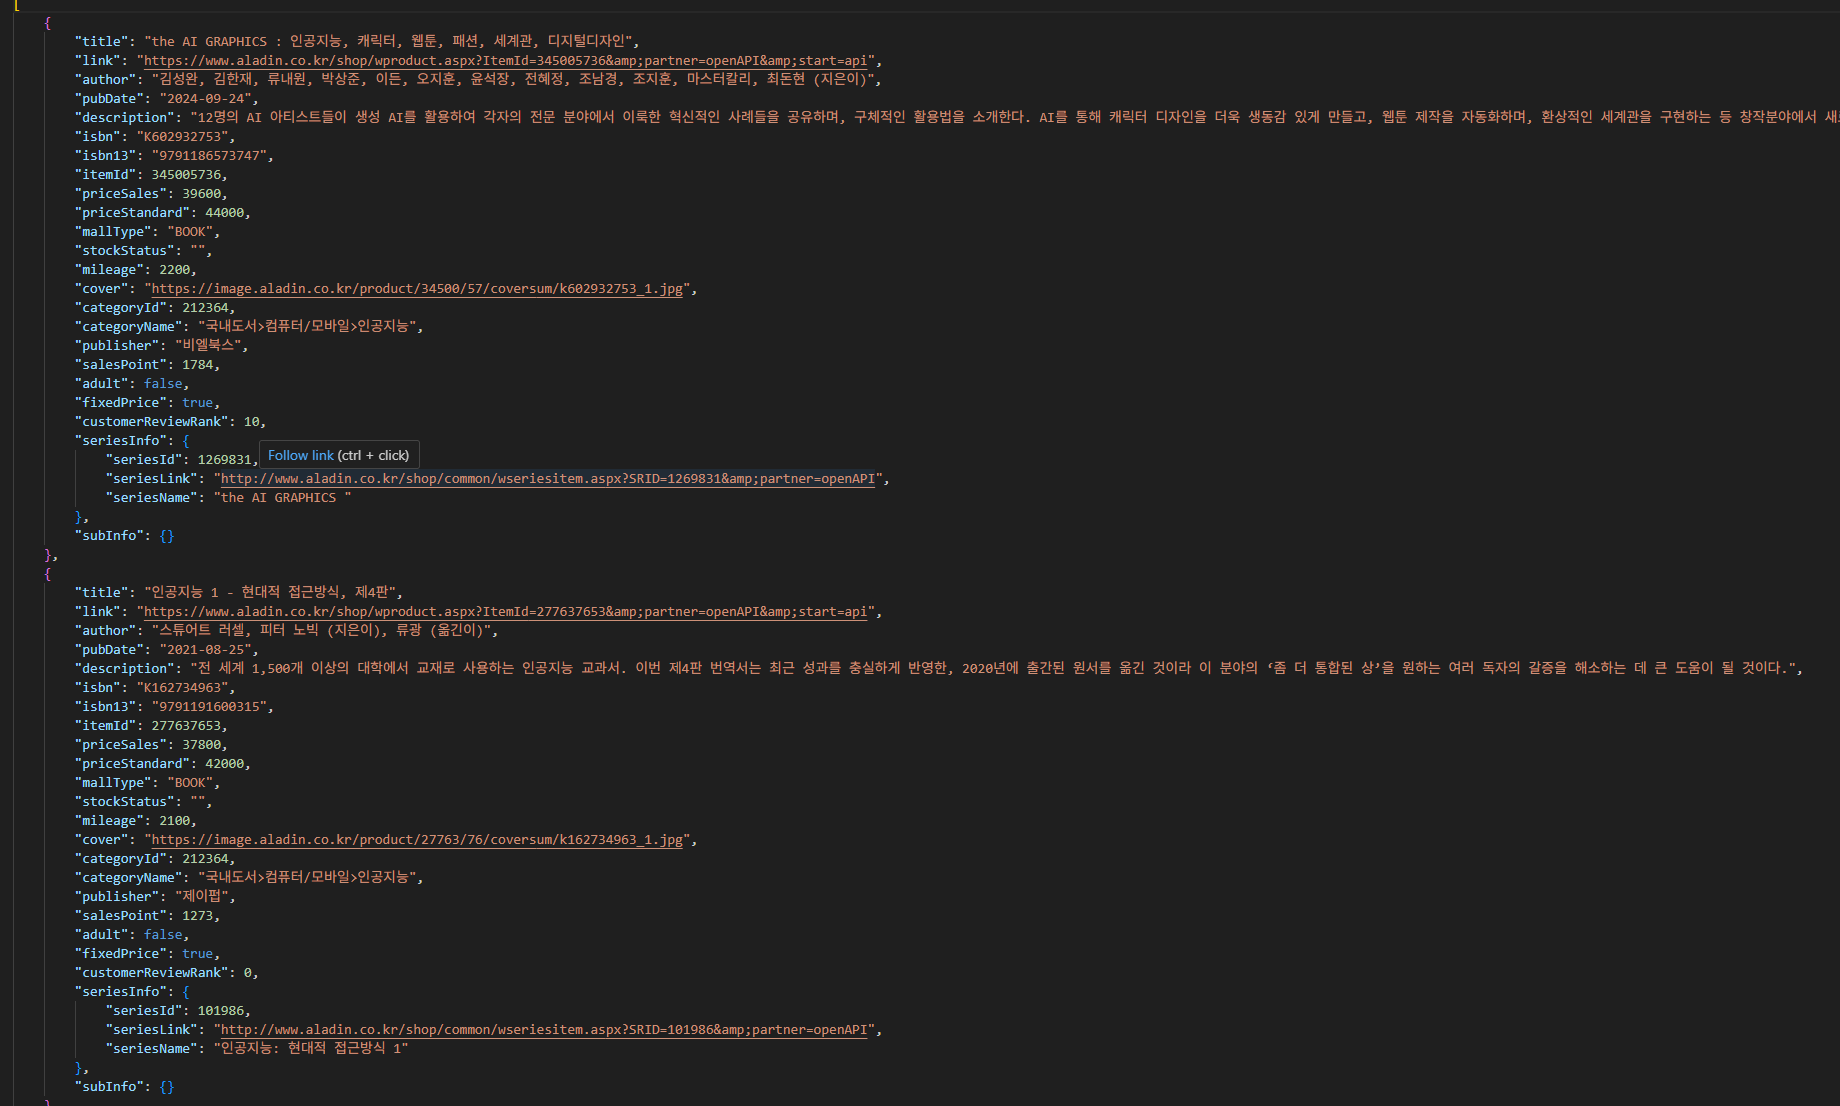 [
{
"title": "the AI GRAPHICS : 인공지능, 캐릭터, 웹툰, 패션, 세계관, 디지털디자인",
"link": "https://www.aladin.co.kr/shop/wproduct.aspx?ItemId=345005736&amp;partner=openAPI&amp;start=api",
"author": "김성완, 김한재, 류내원, 박상준, 이든, 오지훈, 윤석장, 전혜정, 조남경, 조지훈, 마스터칼리, 최돈현 (지은이)",
"pubDate": "2024-09-24",
"description": "12명의 AI 아티스트들이 생성 AI를 활용하여 각자의 전문 분야에서 이룩한 혁신적인 사례들을 공유하며, 구체적인 활용법을 소개한다. AI를 통해 캐릭터 디자인을 더욱 생동감 있게 만들고, 웹툰 제작을 자동화하며, 환상적인 세계관을 구현하는 등 창작분야에서
"isbn": "K602932753",
"isbn13": "9791186573747",
"itemId": 345005736,
"priceSales": 39600,
"priceStandard": 44000,
"mallType": "BOOK",
"stockStatus": "",
"mileage": 2200,
"cover": "https://image.aladin.co.kr/product/34500/57/coversum/k602932753_1.jpg",
"categoryId": 212364,
"categoryName": "국내도서>컴퓨터/모바일>인공지능",
"publisher": "비엘북스",
"salesPoint": 1784,
"adult": false,
"fixedPrice": true,
"customerReviewRank": 10,
"seriesInfo": {
"seriesId": 1269831,
Follow link (ctrl + click)
"seriesLink": "http://www.aladin.co.kr/shop/common/wseriesitem.aspx?SRID=1269831&amp;partner=openAPI",
"seriesName": "the AI GRAPHICS "
},
"subInfo": {}
},
{
"title": "인공지능 1 - 현대적 접근방식, 제4판",
"link": "https://www.aladin.co.kr/shop/wproduct.aspx?ItemId=277637653&amp;partner=openAPI&amp;start=api",
"author": "스튜어트 러셀, 피터 노빅 (지은이), 류광 (옮긴이)",
"pubDate": "2021-08-25",
"description": "전 세계 1,500개 이상의 대학에서 교재로 사용하는 인공지능 교과서. 이번 제4판 번역서는 최근 성과를 충실하게 반영한, 2020년에 출간된 원서를 옮긴 것이라 이 분야의 ‘좀 더 통합된 상’을 원하는 여러 독자의 갈증을 해소하는 데 큰 도움이 될 것이다.",
"isbn": "K162734963",
"isbn13": "9791191600315",
"itemId": 277637653,
"priceSales": 37800,
"priceStandard": 42000,
"mallType": "BOOK",
"stockStatus": "",
"mileage": 2100,
"cover": "https://image.aladin.co.kr/product/27763/76/coversum/k162734963_1.jpg",
"categoryId": 212364,
"categoryName": "국내도서>컴퓨터/모바일>인공지능",
"publisher": "제이펍",
"salesPoint": 1273,
"adult": false,
"fixedPrice": true,
"customerReviewRank": 0,
"seriesInfo": {
"seriesId": 101986,
"seriesLink": "http://www.aladin.co.kr/shop/common/wseriesitem.aspx?SRID=101986&amp;partner=openAPI",
"seriesName": "인공지능: 현대적 접근방식 1"
},
"subInfo": {}
}